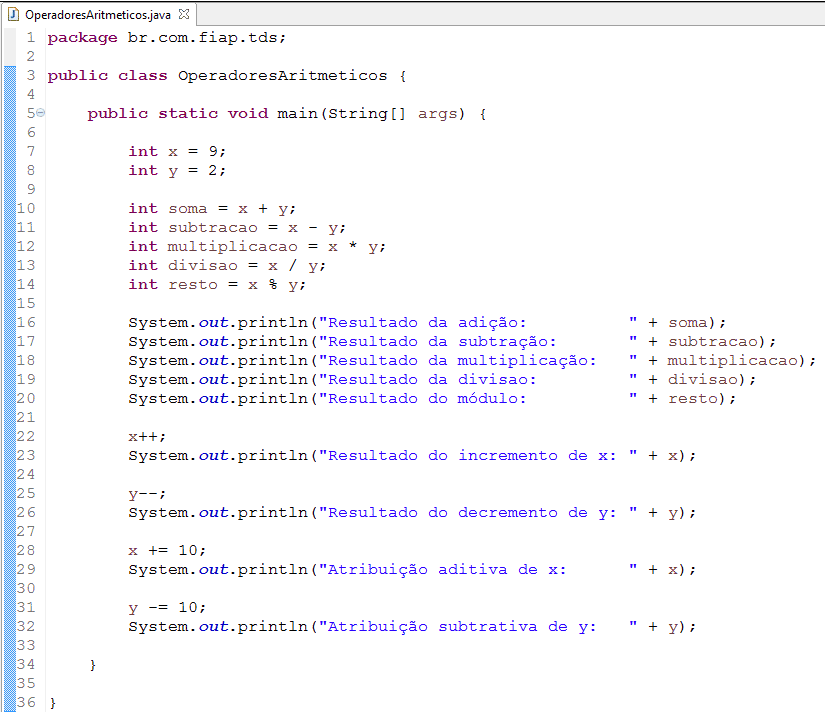 OperadoresAritmeticos.java
1 package br.com.fiap.tds;
2
3 public class OperadoresAritmeticos {
4
5     public static void main(String[] args) {
6
7         int x = 9;
8         int y = 2;
9
10         int soma = x + y;
11         int subtracao = x - y;
12         int multiplicacao = x * y;
13         int divisao = x / y;
14         int resto = x % y;
15
16         System.out.println("Resultado da adição:          " + soma);
17         System.out.println("Resultado da subtração:       " + subtracao);
18         System.out.println("Resultado da multiplicação:   " + multiplicacao);
19         System.out.println("Resultado da divisao:         " + divisao);
20         System.out.println("Resultado do módulo:          " + resto);
21
22         x++;
23         System.out.println("Resultado do incremento de x: " + x);
24
25         y--;
26         System.out.println("Resultado do decremento de y: " + y);
27
28         x += 10;
29         System.out.println("Atribuição aditiva de x:      " + x);
30
31         y -= 10;
32         System.out.println("Atribuição subtrativa de y:   " + y);
33
34     }
35
36 }